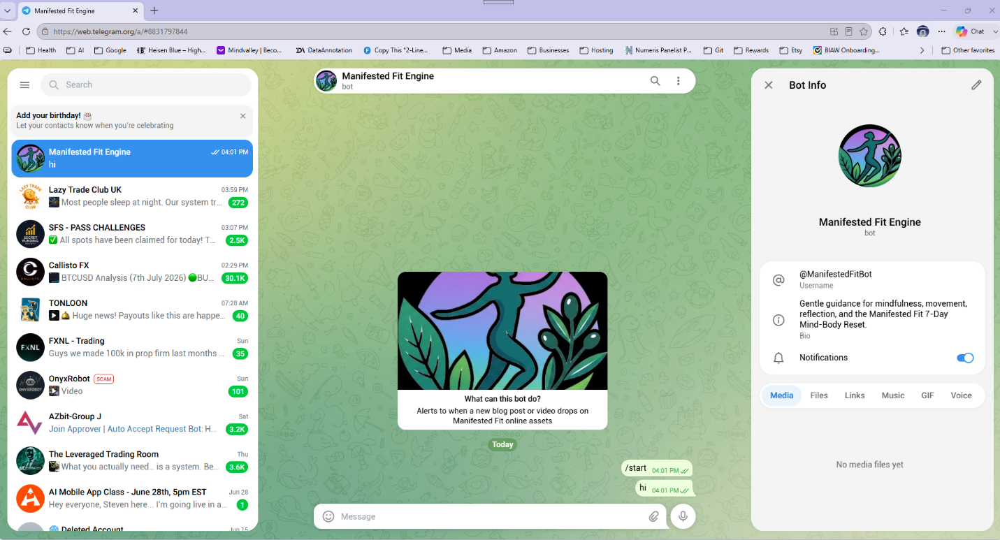 Manifested Fit Engine
https://web.telegram.org/a/#8831797844
Chat
Health
AI
Google
Heisen Blue – High...
Mindvalley | Beco...
DataAnnotation
Copy This "2-Line...
Media
Amazon
Businesses
Hosting
Numeris Panelist P...
Git
Rewards
Etsy
BIAW Onboarding...
Other favorites
Search
Add your birthday! 🎂
Let your contacts know when you're celebrating
Manifested Fit Engine 04:01 PM
hi
Lazy Trade Club UK 03:59 PM
Most people sleep at night. Our system tr... 272
SFS - PASS CHALLENGES 03:07 PM
✅ All spots have been claimed for today! T... 2.5K
Callisto FX 02:29 PM
BTCUSD Analysis (7th July 2026) 🟢BU... 30.1K
TONLOON 07:28 AM
🔔 Huge news! Payouts like this are happe... 40
FXNL - Trading Sun
Guys we made 100k in prop firm last months ... 35
OnyxRobot SCAM Sun
Video 101
AZbit-Group J Sat
Join Approver | Auto Accept Request Bot: H... 3.2K
The Leveraged Trading Room Thu
What you actually need... is a system. Be... 3.6K
AI Mobile App Class - June 28th, 5pm EST Jun 28
Hey everyone, Steven here... I'm going live in a... 1
Deleted Account Jun 15
LAZY TRADE
CLUB
SECRET
FUNDING
CALLISTO
FXNL
ONYXROBOT
Manifested Fit Engine
bot
What can this bot do?
Alerts to when a new blog post or video drops on
Manifested Fit online assets
Today
/start 04:01 PM
hi 04:01 PM
Message
Bot Info
Manifested Fit Engine
bot
@ManifestedFitBot
Username
Gentle guidance for mindfulness, movement,
reflection, and the Manifested Fit 7-Day
Mind-Body Reset.
Bio
Notifications
Media
Files
Links
Music
GIF
Voice
No media files yet